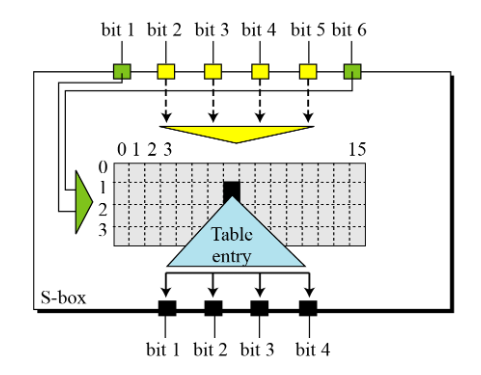 bit 1 bit 2 bit 3 bit 4 bit 5 bit 6
0 1 2 3 15
0
1
2
3
Table
entry
S-box
bit 1 bit 2 bit 3 bit 4